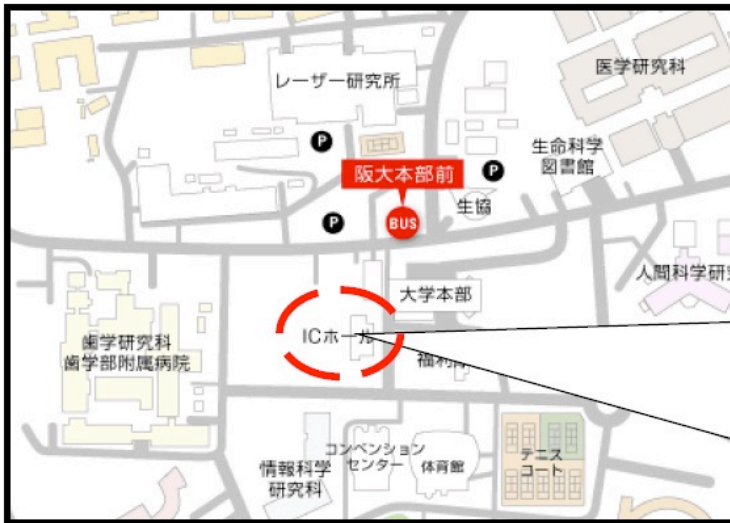 レーザー研究所
医学研究科
P
生命科学
図書館
阪大本部前
P
P
BUS
生協
人間科学研究
大学本部
ICホール
歯学研究科
歯学部附属病院
福利
情報科学
研究科
コンベンション
センター
体育館
テニス
コート